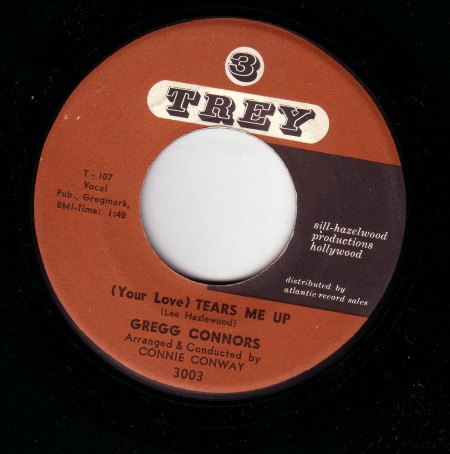 3
TREY
T - 107
Vocal
Pub., Gregmark,
BMI-Time: 1:40
sill-hazelwood
productions
hollywood
distributed by
atlantic record sales
(Your Love) TEARS ME UP
(Lee Hazlewood)
GREGG CONNORS
Arranged & Conducted by
CONNIE CONWAY
3003